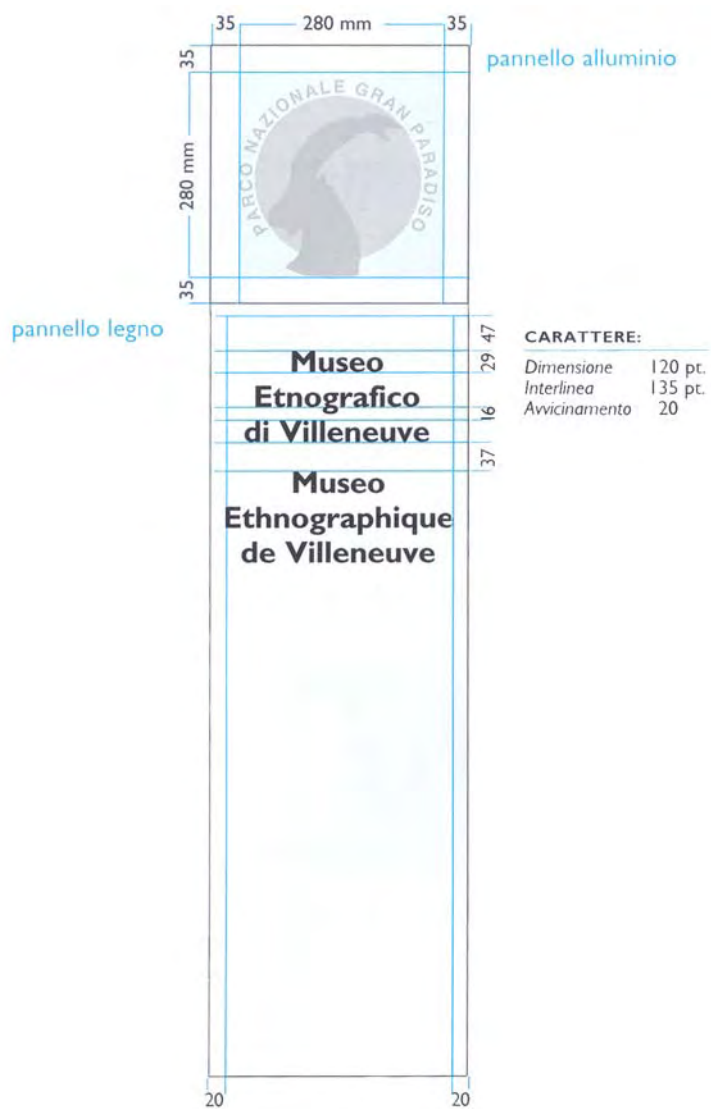 35 280 mm 35
35
pannello alluminio
PARCO NAZIONALE GRAN PARADISO
280 mm
35
pannello legno
47
29
16
37
CARATTERE:
Dimensione 120 pt.
Interlinea 135 pt.
Avvicinamento 20
Museo
Etnografico
di Villeneuve
Museo
Ethnographique
de Villeneuve
20 20